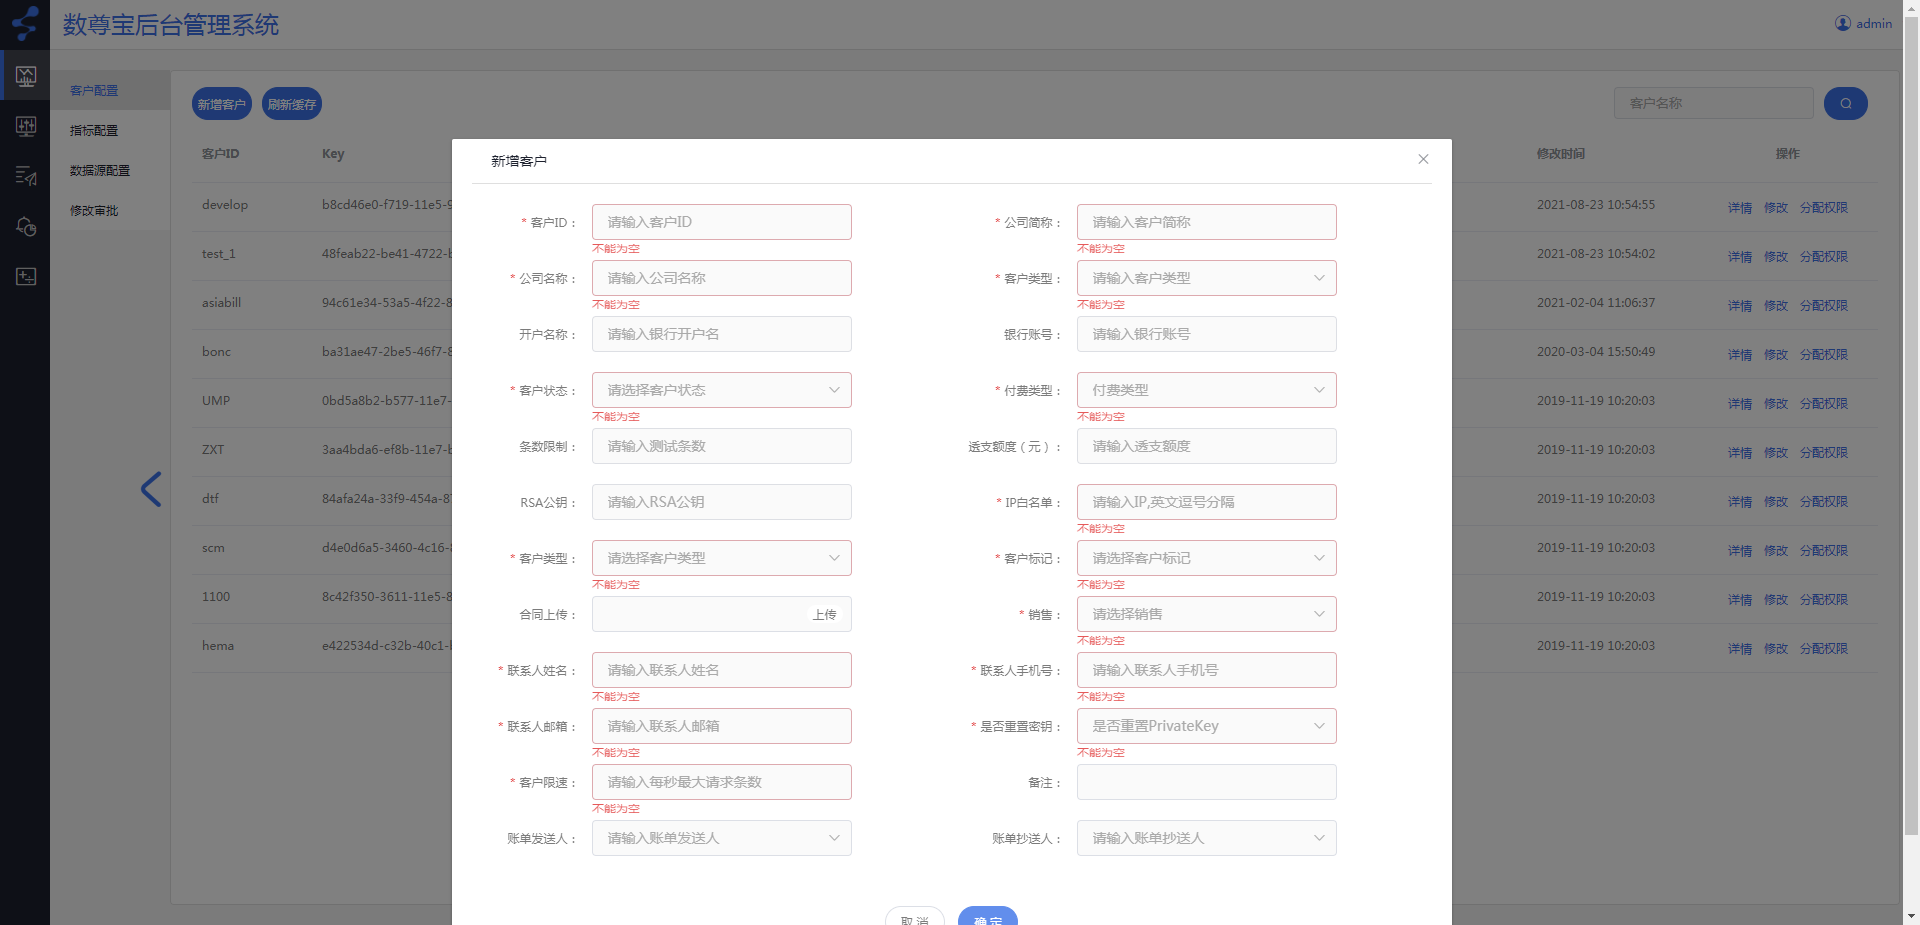 数尊宝后台管理系统
admin
客户配置
指标配置
数据源配置
修改审批
新增客户 刷新缓存
客户名称
客户ID Key 修改时间 操作
develop b8cd46e0-f719-11e5-9 2021-08-23 10:54:55 详情 修改 分配权限
test_1 48feab22-be41-4722-b 2021-08-23 10:54:02 详情 修改 分配权限
asiabill 94c61e34-53a5-4f22-8 2021-02-04 11:06:37 详情 修改 分配权限
bonc ba31ae47-2be5-46f7-8 2020-03-04 15:50:49 详情 修改 分配权限
UMP 0bd5a8b2-b577-11e7- 2019-11-19 10:20:03 详情 修改 分配权限
ZXT 3aa4bda6-ef8b-11e7-b 2019-11-19 10:20:03 详情 修改 分配权限
dtf 84afa24a-33f9-454a-87 2019-11-19 10:20:03 详情 修改 分配权限
scm d4e0d6a5-3460-4c16- 2019-11-19 10:20:03 详情 修改 分配权限
1100 8c42f350-3611-11e5-8 2019-11-19 10:20:03 详情 修改 分配权限
hema e422534d-c32b-40c1-b 2019-11-19 10:20:03 详情 修改 分配权限
新增客户
* 客户ID： 请输入客户ID * 公司简称： 请输入客户简称
不能为空 不能为空
* 公司名称： 请输入公司名称 * 客户类型： 请输入客户类型
不能为空 不能为空
开户名称： 请输入银行开户名 银行账号： 请输入银行账号
* 客户状态： 请选择客户状态 * 付费类型： 付费类型
不能为空 不能为空
条数限制： 请输入测试条数 透支额度（元）： 请输入透支额度
RSA公钥： 请输入RSA公钥 * IP白名单： 请输入IP,英文逗号分隔
不能为空
* 客户类型： 请选择客户类型 * 客户标记： 请选择客户标记
不能为空 不能为空
合同上传： 上传 * 销售： 请选择销售
不能为空
* 联系人姓名： 请输入联系人姓名 * 联系人手机号： 请输入联系人手机号
不能为空 不能为空
* 联系人邮箱： 请输入联系人邮箱 * 是否重置密钥： 是否重置PrivateKey
不能为空 不能为空
* 客户限速： 请输入每秒最大请求条数 备注：
不能为空
账单发送人： 请输入账单发送人 账单抄送人： 请输入账单抄送人
取消 确定